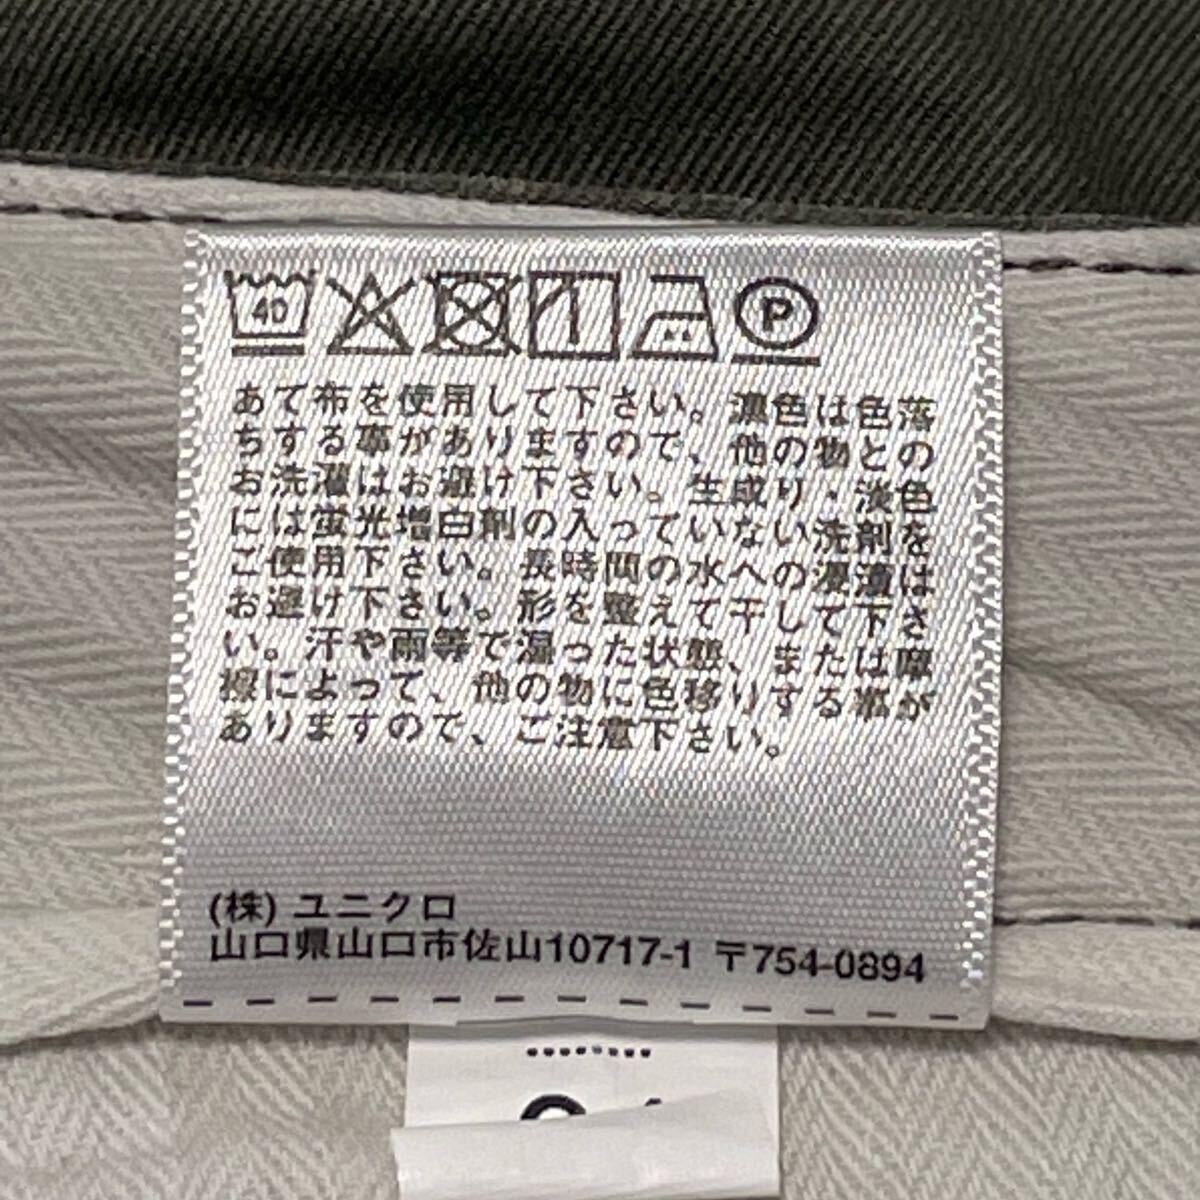 40
P
あて布を使用して下さい。濃色は色落
ちする事がありますので、他の物との
お洗濯はお避け下さい。生成り・淡色
には蛍光増白剤の入っていない洗剤を
ご使用下さい。長時間の水への浸漬は
お避け下さい。形を整えて干して下さ
い。汗や雨等で濡った状態、または摩
擦によって、他の物に色移りする事が
ありますので、ご注意下さい。
(株) ユニクロ
山口県山口市佐山10717-1 〒754-0894